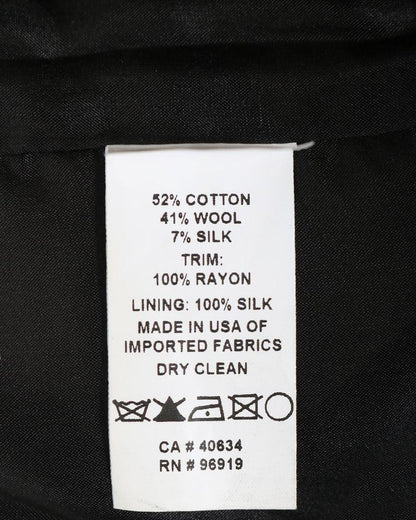 52% COTTON
41% WOOL
7% SILK
TRIM:
100% RAYON
LINING: 100% SILK
MADE IN USA OF
IMPORTED FABRICS
DRY CLEAN
CA # 40634
RN # 96919